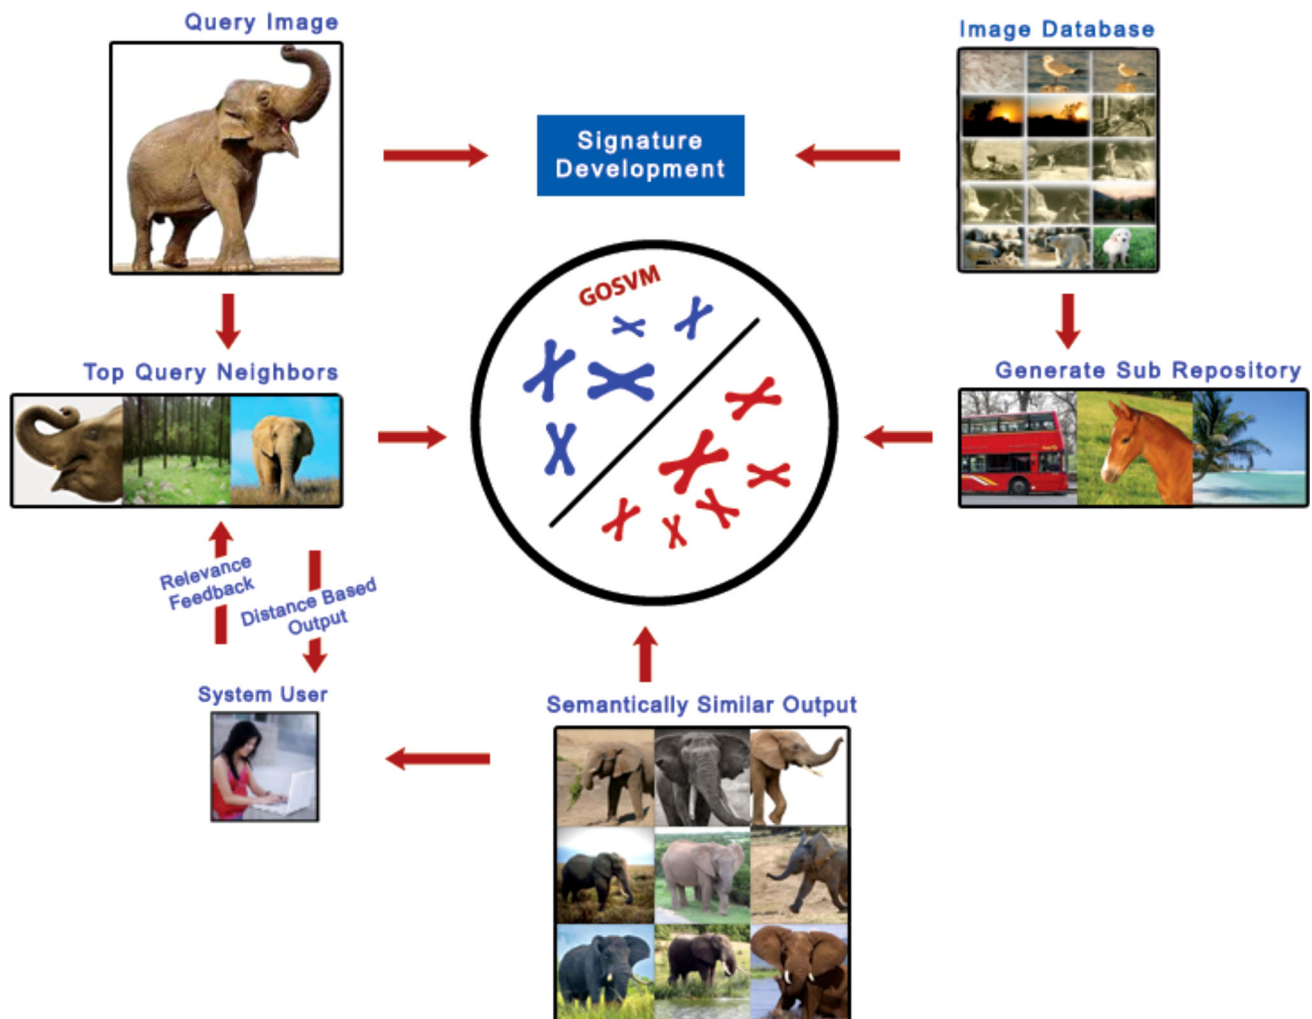 Query Image
Image Database
Signature
Development
GOSVM
Top Query Neighbors
Generate Sub Repository
Relevance
Feedback
Distance Based
Output
System User
Semantically Similar Output